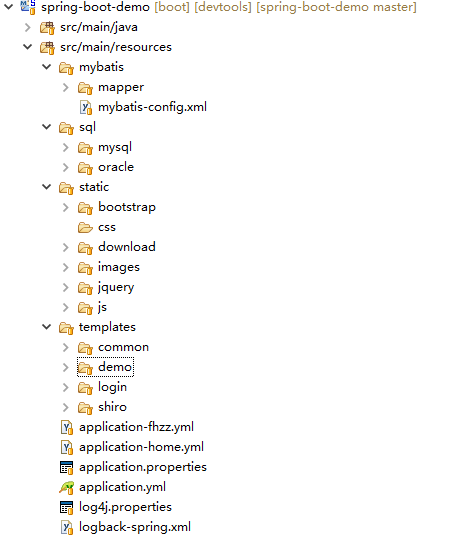 spring-boot-demo [boot] [devtools] [spring-boot-demo master]
src/main/java
src/main/resources
mybatis
mapper
mybatis-config.xml
sql
mysql
oracle
static
bootstrap
css
download
images
jquery
js
templates
common
demo
login
shiro
application-fhzz.yml
application-home.yml
application.properties
application.yml
log4j.properties
logback-spring.xml